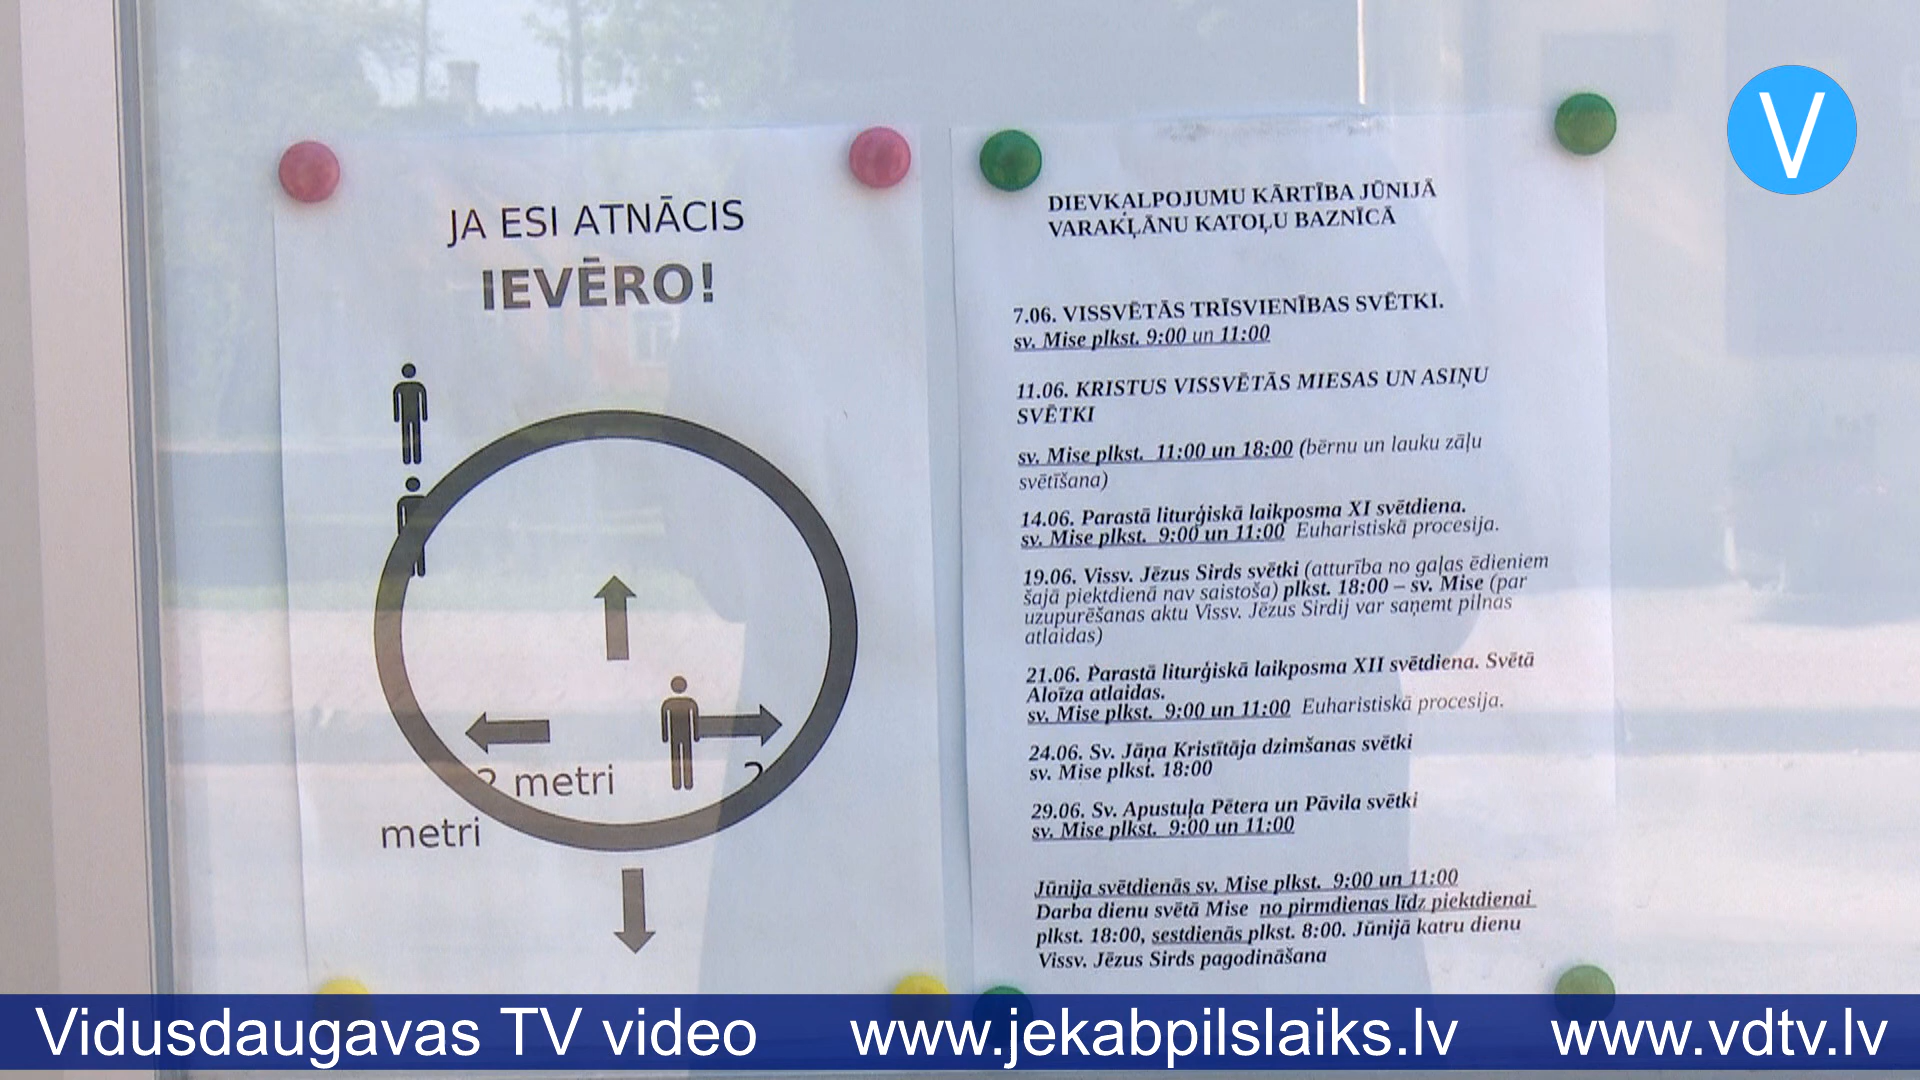 V
JA ESI ATNĀCIS
IEVĒRO!
2 metri
2
metri
DIEVKALPOJUMU KĀRTĪBA JŪNIJĀ
VARAKĻĀNU KATOĻU BAZNĪCĀ
7.06. VISSVĒTĀS TRĪSVIENĪBAS SVĒTKI.
sv. Mise plkst. 9:00 un 11:00
11.06. KRISTUS VISSVĒTĀS MIESAS UN ASIŅU
SVĒTKI
sv. Mise plkst. 11:00 un 18:00 (bērnu un lauku zāļu
svētīšana)
14.06. Parastā liturģiskā laikposma XI svētdiena.
sv. Mise plkst. 9:00 un 11:00 Euharistiskā procesija.
19.06. Vissv. Jēzus Sirds svētki (atturība no gaļas ēdieniem
šajā piektdienā nav saistoša) plkst. 18:00 – sv. Mise (par
uzupurēšanas aktu Vissv. Jēzus Sirdij var saņemt pilnas
atlaidas)
21.06. Parastā liturģiskā laikposma XII svētdiena. Svētā
Aloīza atlaidas.
sv. Mise plkst. 9:00 un 11:00 Euharistiskā procesija.
24.06. Sv. Jāņa Kristītāja dzimšanas svētki
sv. Mise plkst. 18:00
29.06. Sv. Apustuļa Pētera un Pāvila svētki
sv. Mise plkst. 9:00 un 11:00
Jūnija svētdienās sv. Mise plkst. 9:00 un 11:00
Darba dienu svētā Mise no pirmdienas līdz piektdienai
plkst. 18:00, sestdienās plkst. 8:00. Jūnijā katru dienu
Vissv. Jēzus Sirds pagodināšana
Vidusdaugavas TV video www.jekabpilslaiks.lv www.vdtv.lv